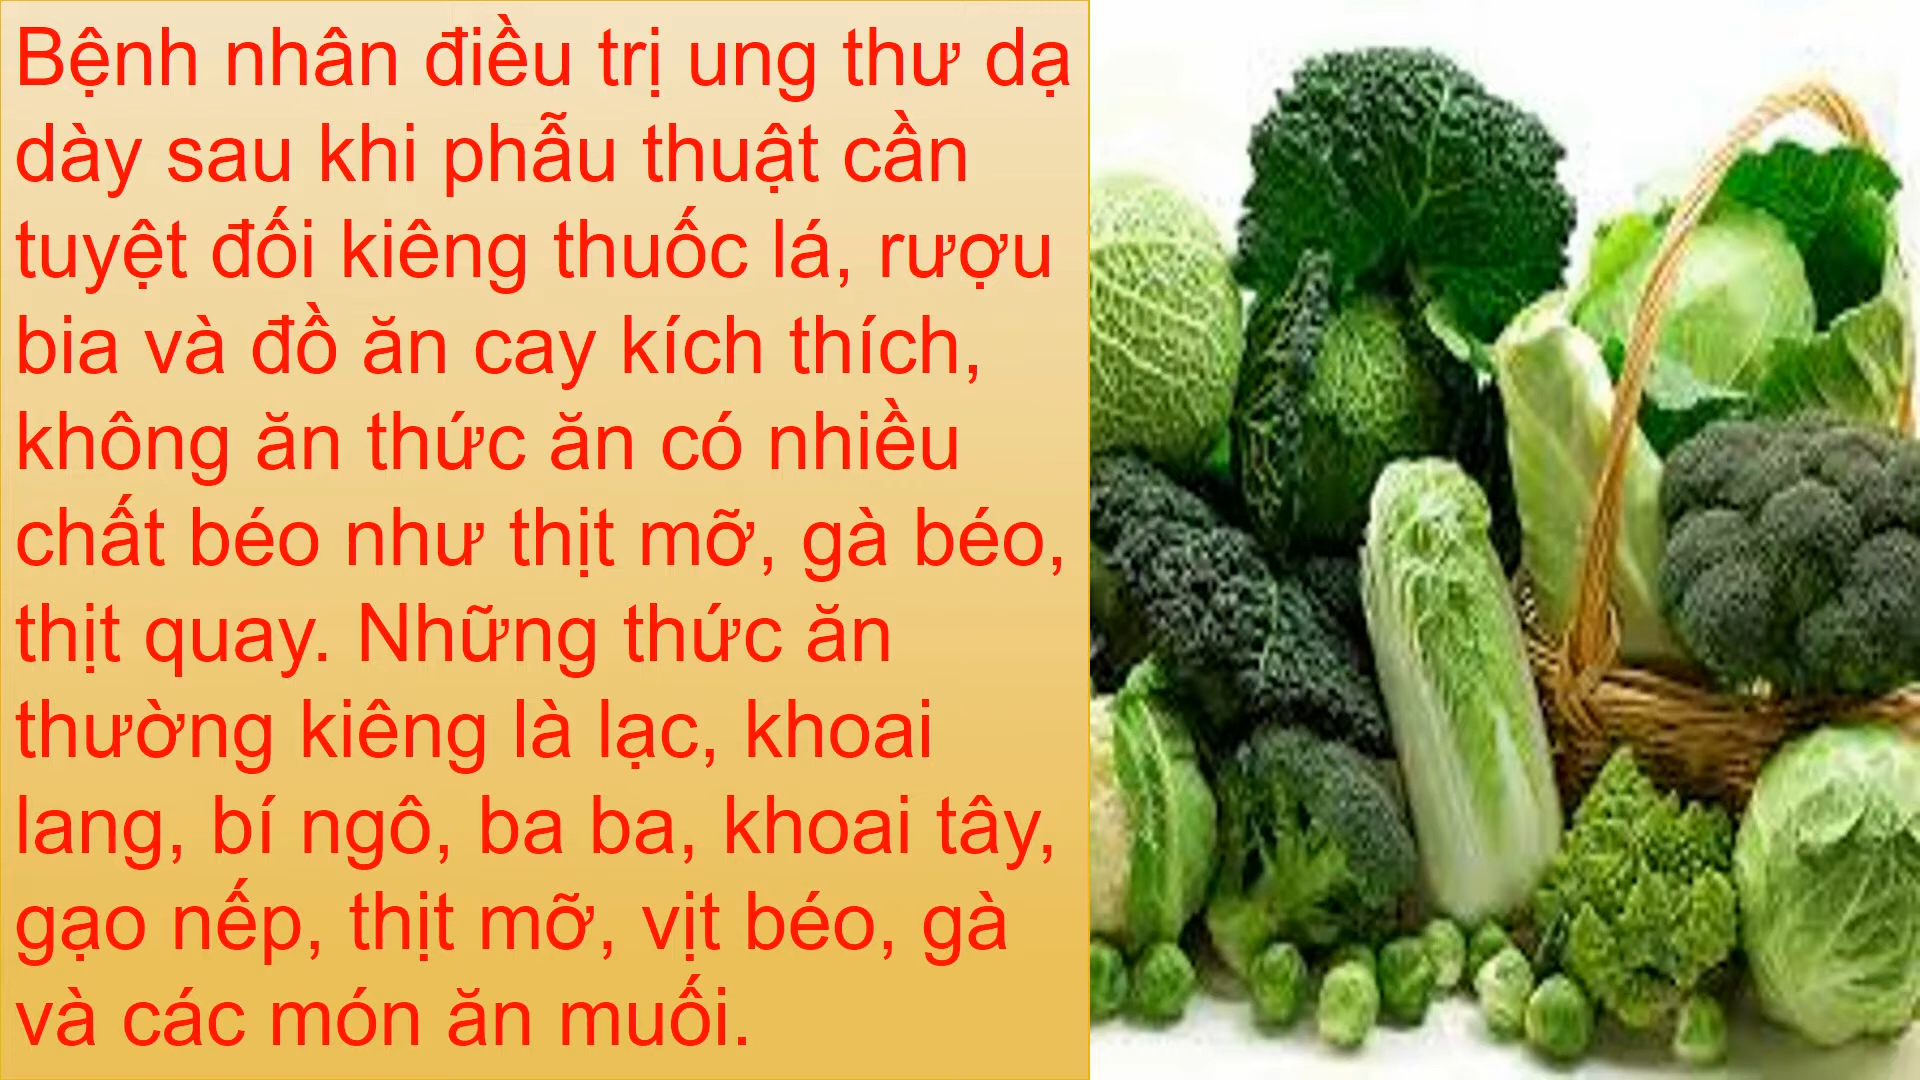 Bệnh nhân điều trị ung thư dạ
dày sau khi phẫu thuật cần
tuyệt đối kiêng thuốc lá, rượu
bia và đồ ăn cay kích thích,
không ăn thức ăn có nhiều
chất béo như thịt mỡ, gà béo,
thịt quay. Những thức ăn
thường kiêng là lạc, khoai
lang, bí ngô, ba ba, khoai tây,
gạo nếp, thịt mỡ, vịt béo, gà
và các món ăn muối.